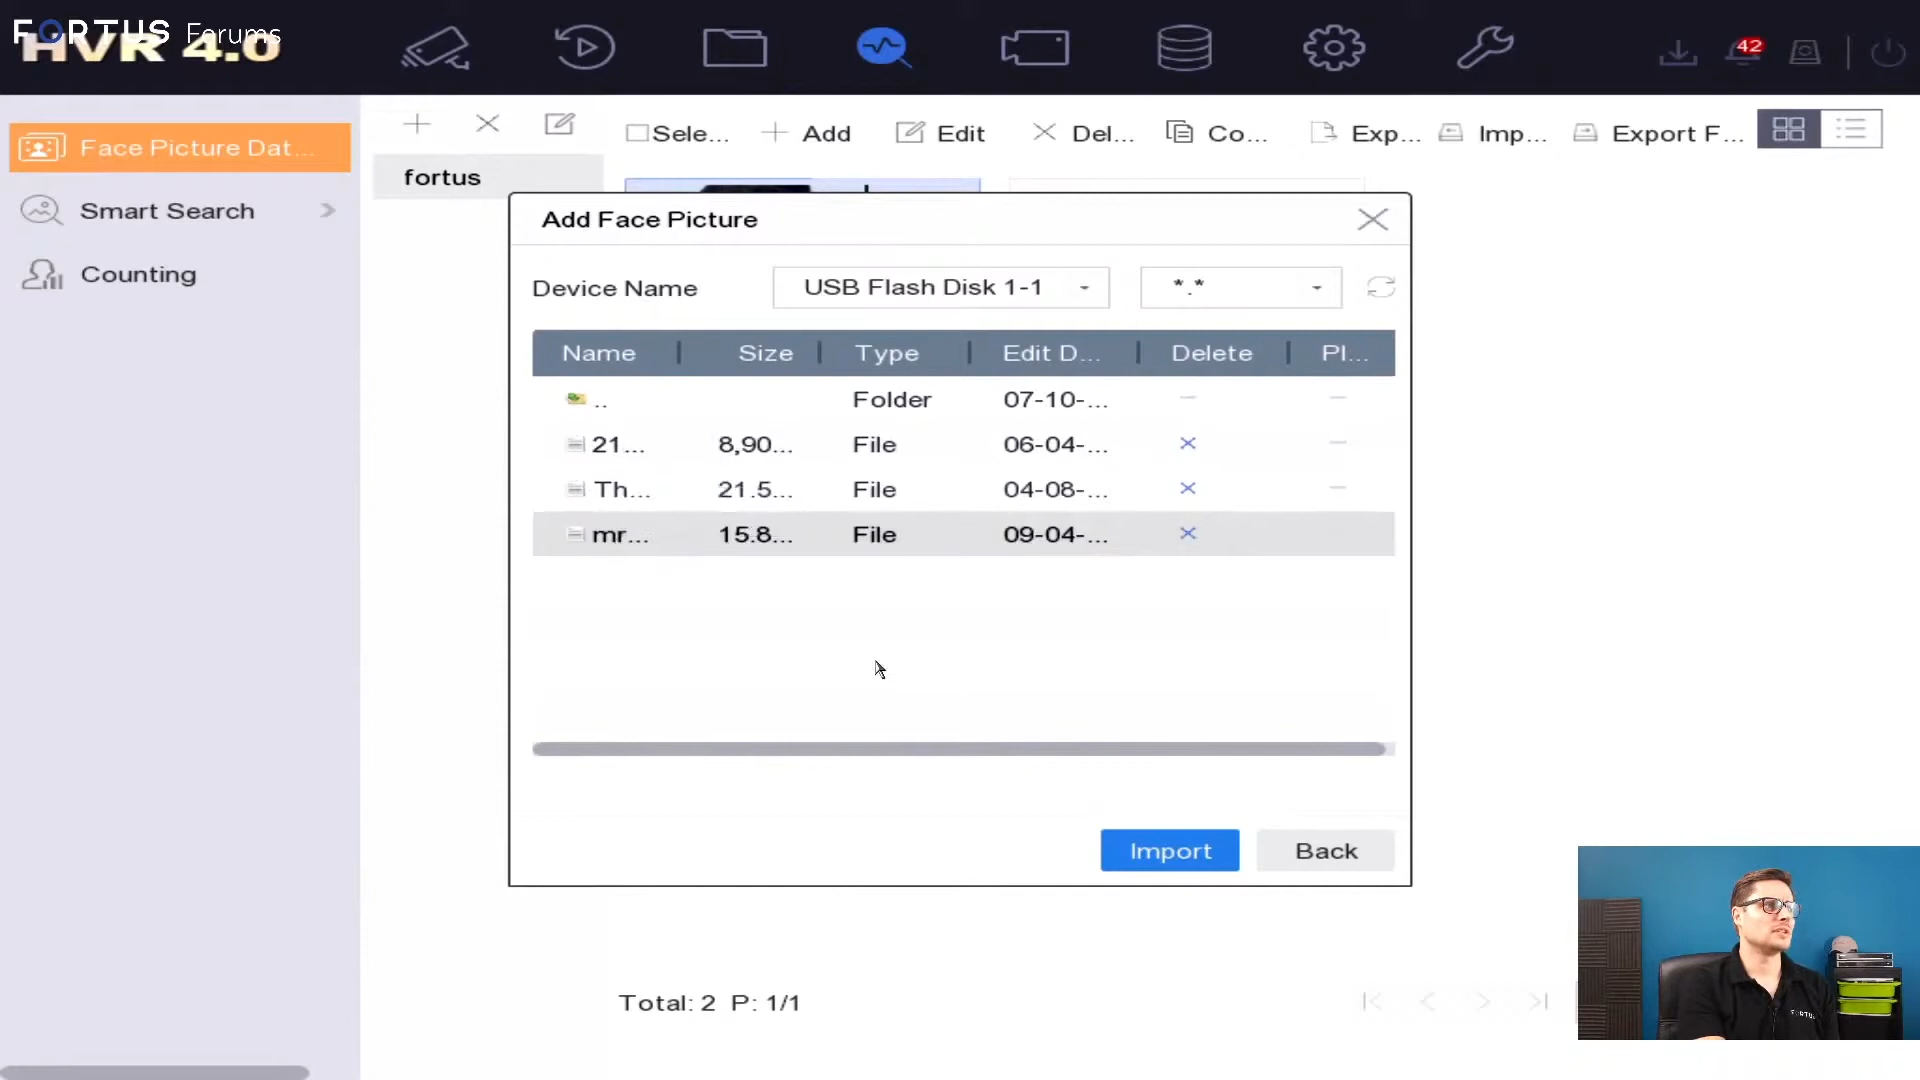 FORTUS Forums
HVR 4.0
42
Face Picture Dat...
Smart Search
Counting
fortus
Sele... Add Edit Del... Co... Exp... Imp... Export F...
Add Face Picture
Device Name USB Flash Disk 1-1 *.*
Name Size Type Edit D... Delete Pl...
.. Folder 07-10-... — —
21... 8,90... File 06-04-... —
Th... 21.5... File 04-08-... —
mr... 15.8... File 09-04-...
Import Back
Total: 2 P: 1/1
FORTUS